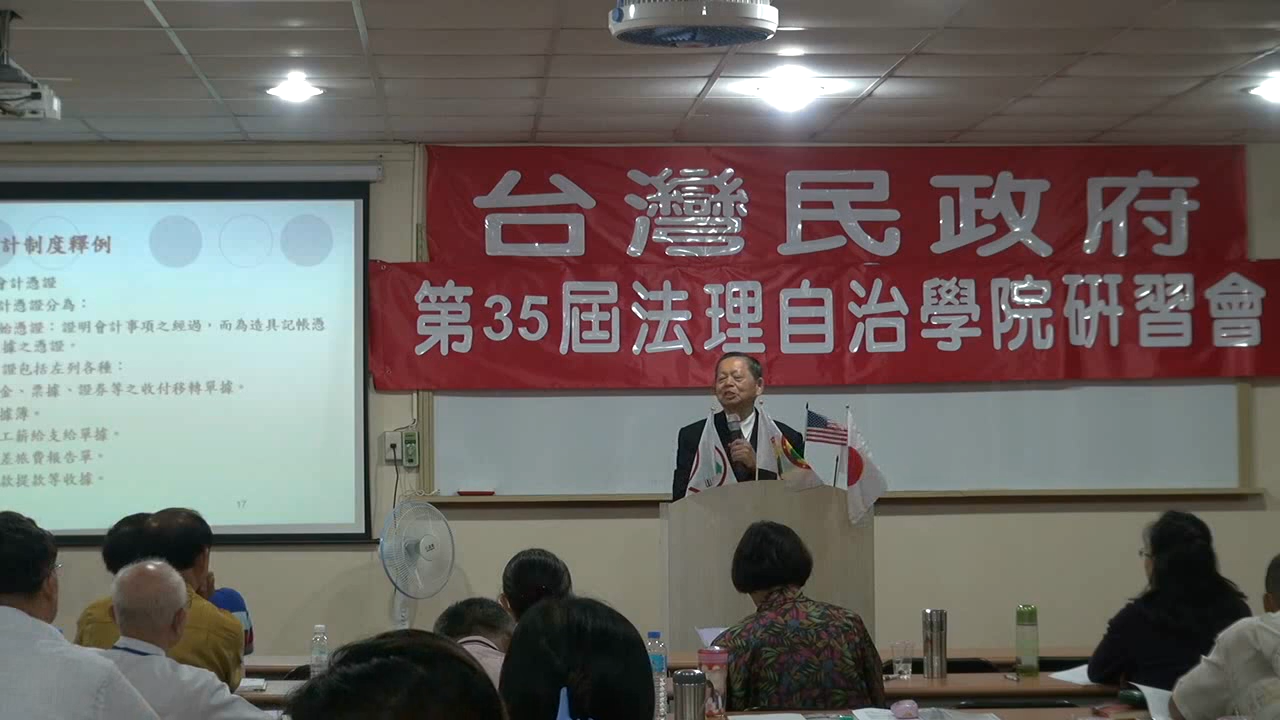 台灣民政府
第35屆法理自治學院研習會
計制度釋例
會計憑證
計憑證分為：
始憑證：證明會計事項之經過，而為造具記帳憑
據之憑證。
證包括左列各種：
金、票據、證券等之收付移轉單據。
據簿。
工薪給支給單據。
差旅費報告單。
款提款等收據。
17